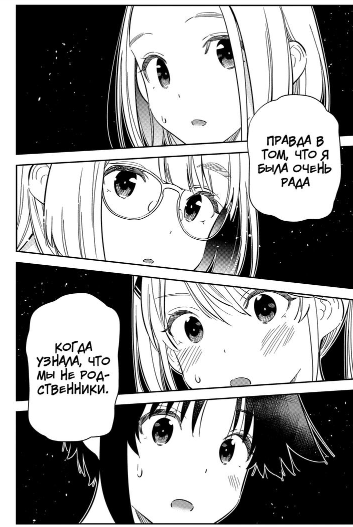 ПРАВДА В
ТОМ, ЧТО Я
БЫЛА ОЧЕНЬ
РАДА
КОГДА
УЗНАЛА, ЧТО
МЫ НЕ РОД-
СТВЕННИКИ.